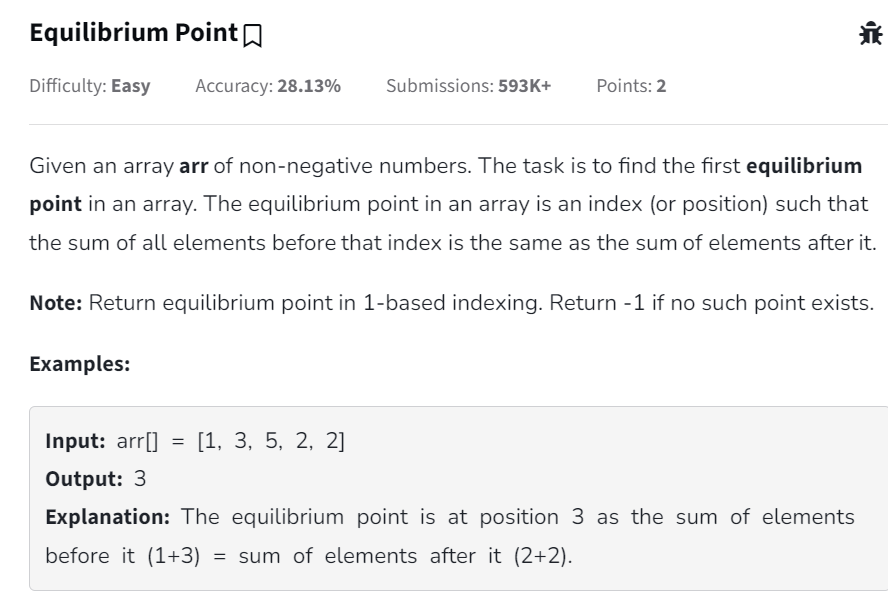 Equilibrium Point
Difficulty: Easy Accuracy: 28.13% Submissions: 593K+ Points: 2
Given an array arr of non-negative numbers. The task is to find the first equilibrium
point in an array. The equilibrium point in an array is an index (or position) such that
the sum of all elements before that index is the same as the sum of elements after it.
Note: Return equilibrium point in 1-based indexing. Return -1 if no such point exists.
Examples:
Input: arr[] = [1, 3, 5, 2, 2]
Output: 3
Explanation: The equilibrium point is at position 3 as the sum of elements
before it (1+3) = sum of elements after it (2+2).